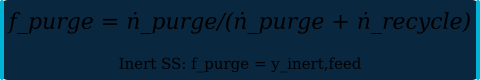 f_purge = ṅ_purge/(ṅ_purge + ṅ_recycle)
Inert SS: f_purge = y_inert,feed